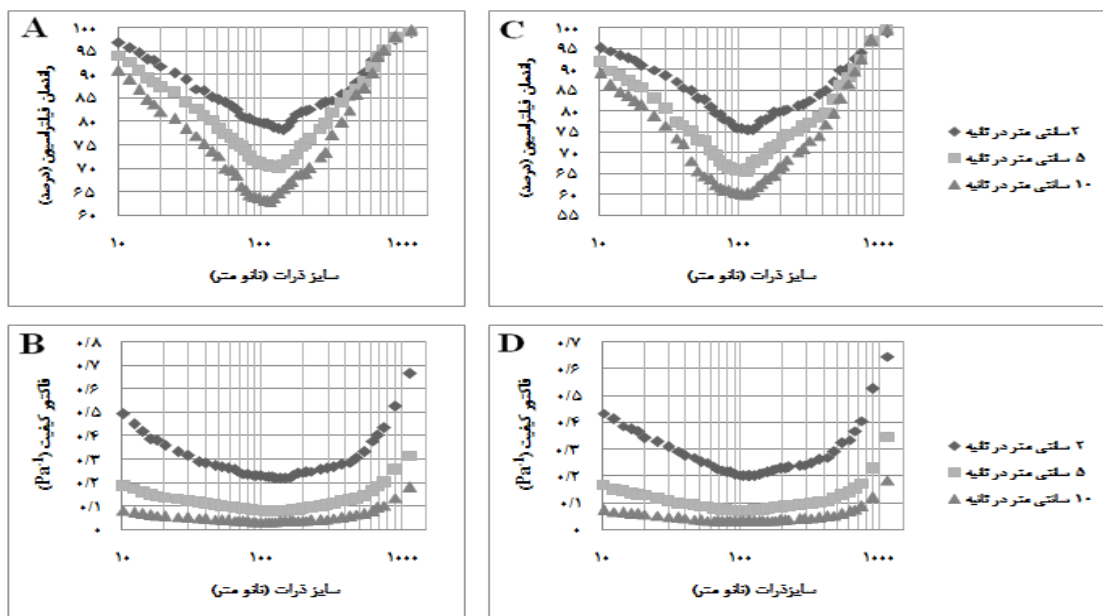 A
راندمان فیلتراسیون (درصد)
۱۰۰
۹۵
۹۰
۸۵
۸۰
۷۵
۷۰
۶۵
۶۰
۱۰
۱۰۰
۱۰۰۰
سایز ذرات (نانو متر)
C
راندمان فیلتراسیون (درصد)
۱۰۰
۹۵
۹۰
۸۵
۸۰
۷۵
۷۰
۶۵
۶۰
۵۵
۱۰
۱۰۰
۱۰۰۰
سایز ذرات (نانو متر)
۲سانتی متر در ثانیه
۵ سانتی متر در ثانیه
۱۰ سانتی متر در ثانیه
B
فاکتور کیفیت (Pa⁻¹)
۰/۸
۰/۷
۰/۶
۰/۵
۰/۴
۰/۳
۰/۲
۰/۱
۰
۱۰
۱۰۰
۱۰۰۰
سایز ذرات (نانو متر)
D
فاکتور کیفیت (Pa⁻¹)
۰/۷
۰/۶
۰/۵
۰/۴
۰/۳
۰/۲
۰/۱
۰
۱۰
۱۰۰
۱۰۰۰
سایزذرات (نانو متر)
۲ سانتی متر در ثانیه
۵ سانتی متر در ثانیه
۱۰ سانتی متر در ثانیه